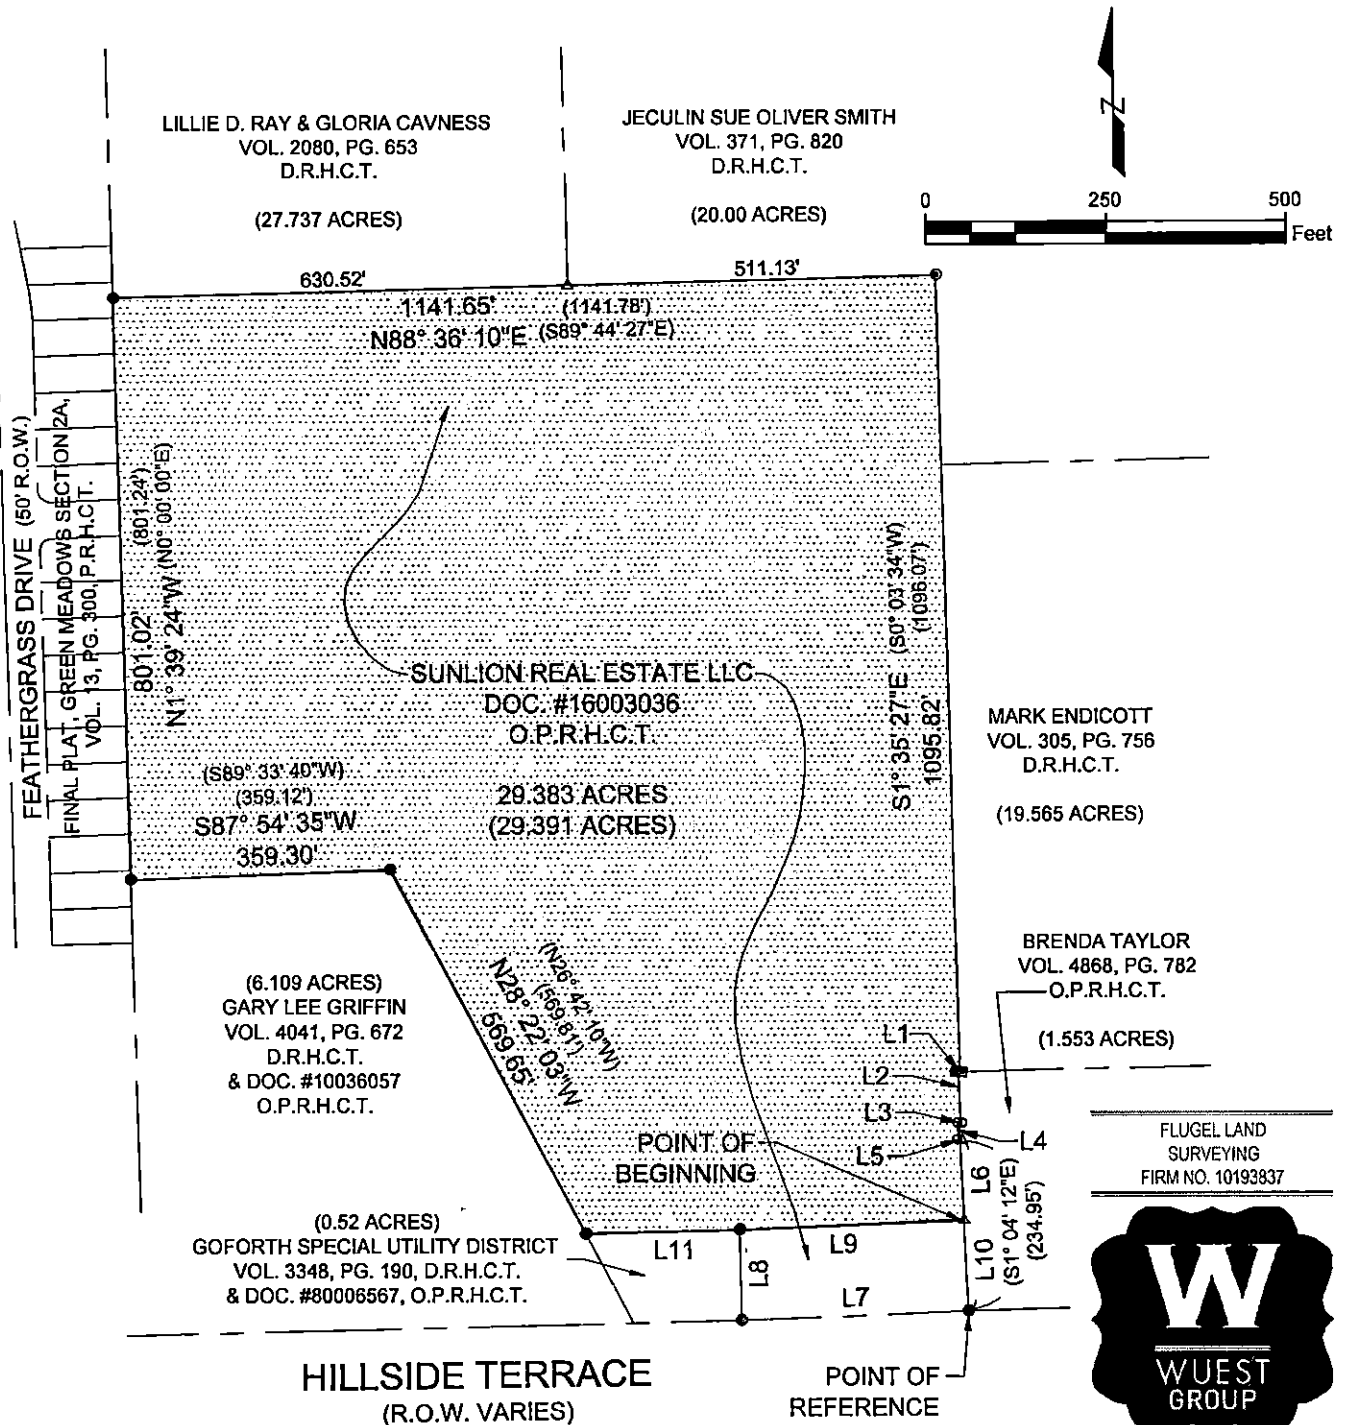 LILLIE D. RAY & GLORIA CAVNESS
VOL. 2080, PG. 653
D.R.H.C.T.
(27.737 ACRES)
JECULIN SUE OLIVER SMITH
VOL. 371, PG. 820
D.R.H.C.T.
(20.00 ACRES)
Z
0 250 500
Feet
630.52'
511.13'
1141.65' (1141.78')
N88° 36' 10"E (S89° 44' 27"E)
FEATHERGRASS DRIVE (50' R.O.W.)
FINAL PLAT, GREEN MEADOWS SECTION 2A,
VOL. 13, PG. 300, P.R.H.C.T.
801.02' (801.24')
N1° 39' 24"W (N0° 00' 00"E)
SUNLION REAL ESTATE LLC
DOC. #16003036
O.P.R.H.C.T.
29.383 ACRES
(29.391 ACRES)
S1° 35' 27"E (S0° 03' 34"W)
1095.82' (1096.07')
MARK ENDICOTT
VOL. 305, PG. 756
D.R.H.C.T.
(19.565 ACRES)
(S89° 33' 40"W)
(359.12')
S87° 54' 35"W
359.30'
(N26° 42' 10"W)
(569.81')
N28° 22' 03"W
569.65'
(6.109 ACRES)
GARY LEE GRIFFIN
VOL. 4041, PG. 672
D.R.H.C.T.
& DOC. #10036057
O.P.R.H.C.T.
BRENDA TAYLOR
VOL. 4868, PG. 782
O.P.R.H.C.T.
(1.553 ACRES)
L1
L2
L3
L4
L5
L6
POINT OF
BEGINNING
L10
(S1° 04' 12"E)
(234.95')
(0.52 ACRES)
GOFORTH SPECIAL UTILITY DISTRICT
VOL. 3348, PG. 190, D.R.H.C.T.
& DOC. #80006567, O.P.R.H.C.T.
L11
L8
L9
L7
HILLSIDE TERRACE
(R.O.W. VARIES)
POINT OF
REFERENCE
FLUGEL LAND
SURVEYING
FIRM NO. 10193837
W
WUEST
GROUP